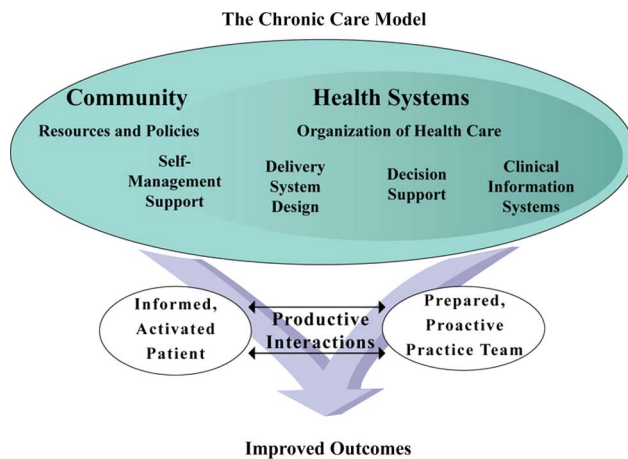 The Chronic Care Model
Community
Health Systems
Resources and Policies
Organization of Health Care
Self-
Management
Support
Delivery
System
Design
Decision
Support
Clinical
Information
Systems
Informed,
Activated
Patient
Productive
Interactions
Prepared,
Proactive
Practice Team
Improved Outcomes